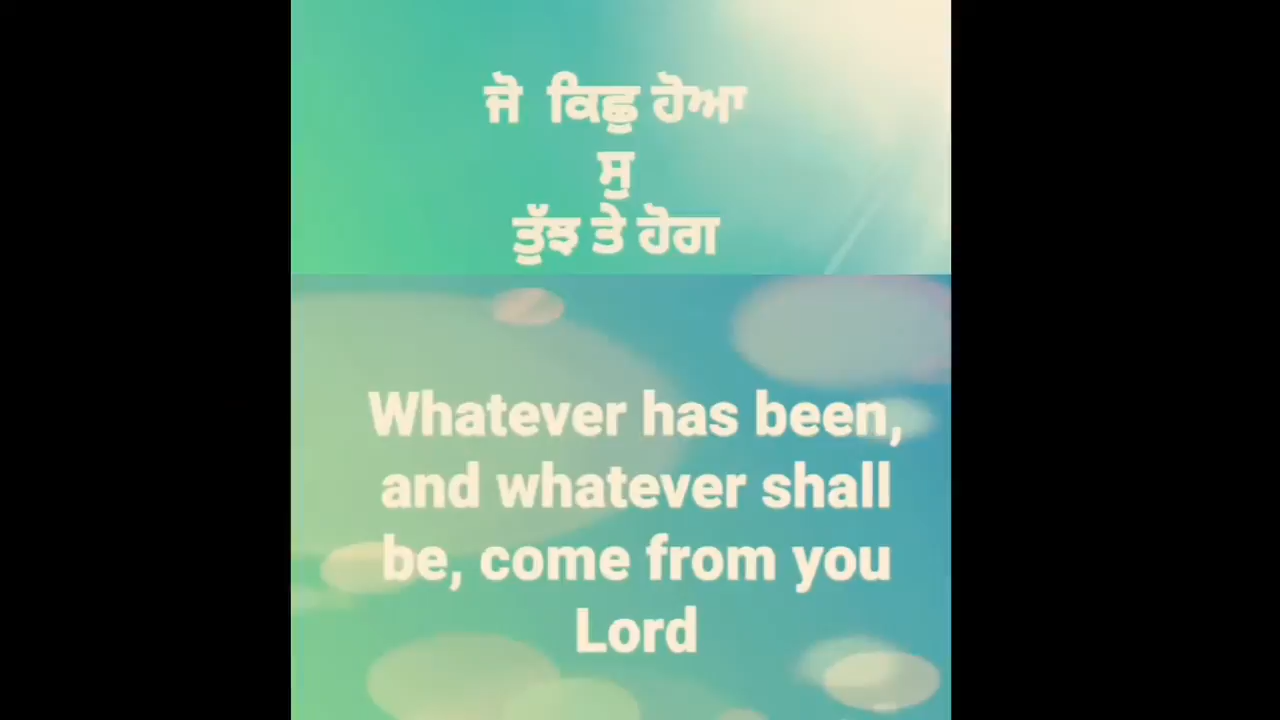 ਜੋ ਕਿਛੁ ਹੋਆ
ਸੁ
ਤੁੱਝ ਤੇ ਹੋਗ
Whatever has been,
and whatever shall
be, come from you
Lord